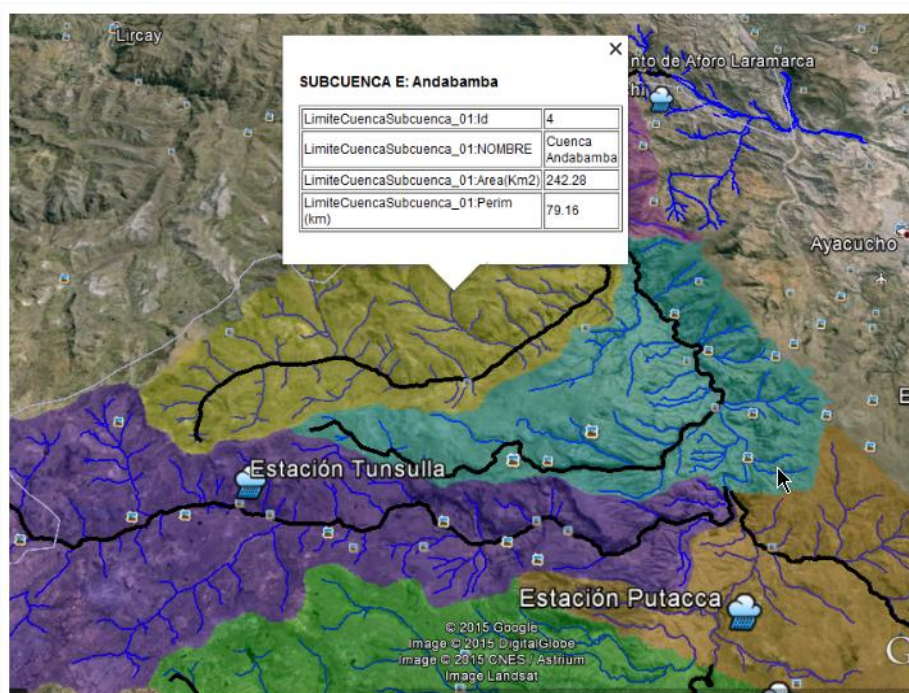 Lircay
nto de Aforo Laramarca
SUBCUENCA E: Andabamba
LimiteCuencaSubcuenca_01:Id 4
LimiteCuencaSubcuenca_01:NOMBRE Cuenca
Andabamba
LimiteCuencaSubcuenca_01:Area(Km2) 242.28
LimiteCuencaSubcuenca_01:Perim
(km) 79.16
Ayacucho
Estación Tunsulla
Estación Putacca
© 2015 Google
Image © 2015 DigitalGlobe
Image © 2015 CNES / Astrium
Image Landsat